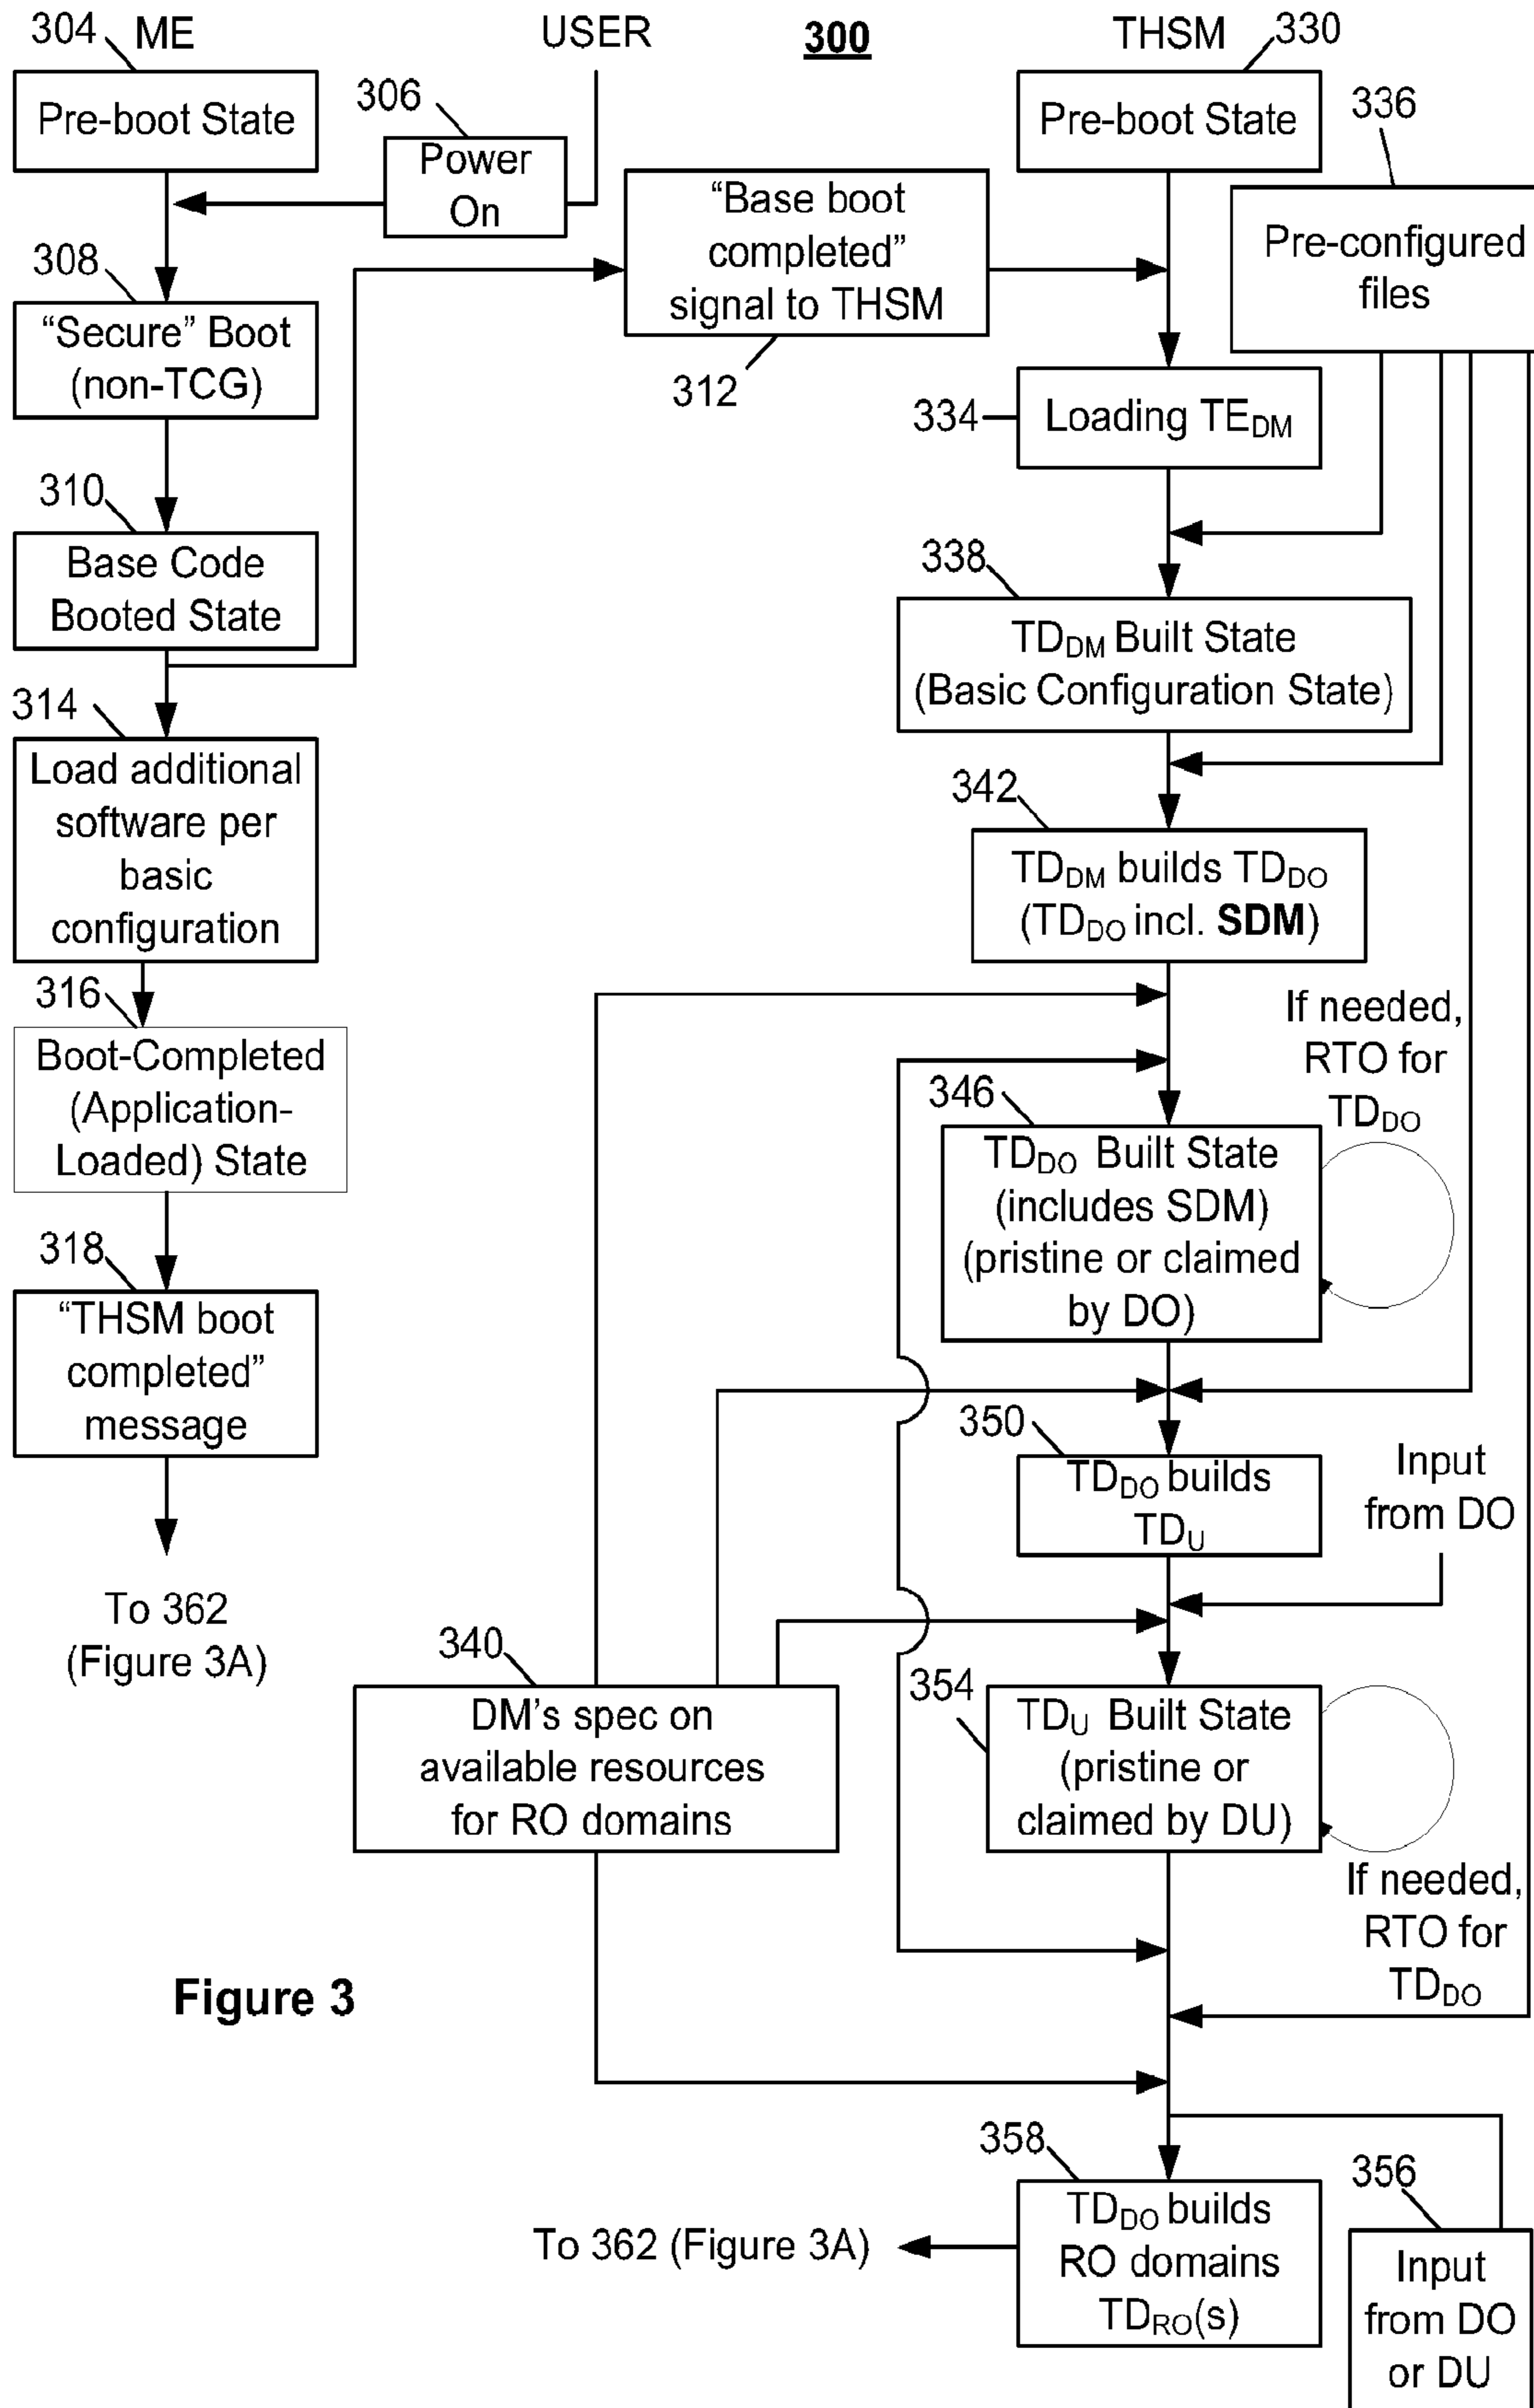 304 ME
USER
300
THSM 330
Pre-boot State
306
Power
On
Pre-boot State
336
Pre-configured
files
308
"Secure" Boot
(non-TCG)
“Base boot
completed”
signal to THSM
312
334
Loading TEDM
310
Base Code
Booted State
338
TDDM Built State
(Basic Configuration State)
314
Load additional
software per
basic
configuration
342
TDDM builds TDDO
(TDDO incl. SDM)
316
Boot-Completed
(Application-
Loaded) State
If needed,
RTO for
TDDO
346
TDDO Built State
(includes SDM)
(pristine or claimed
by DO)
318
“THSM boot
completed”
message
350
TDDO builds
TDU
Input
from DO
To 362
(Figure 3A)
340
DM's spec on
available resources
for RO domains
354
TDU Built State
(pristine or
claimed by DU)
If needed,
RTO for
TDDO
Figure 3
358
TDDO builds
RO domains
TDRO(s)
To 362 (Figure 3A)
356
Input
from DO
or DU